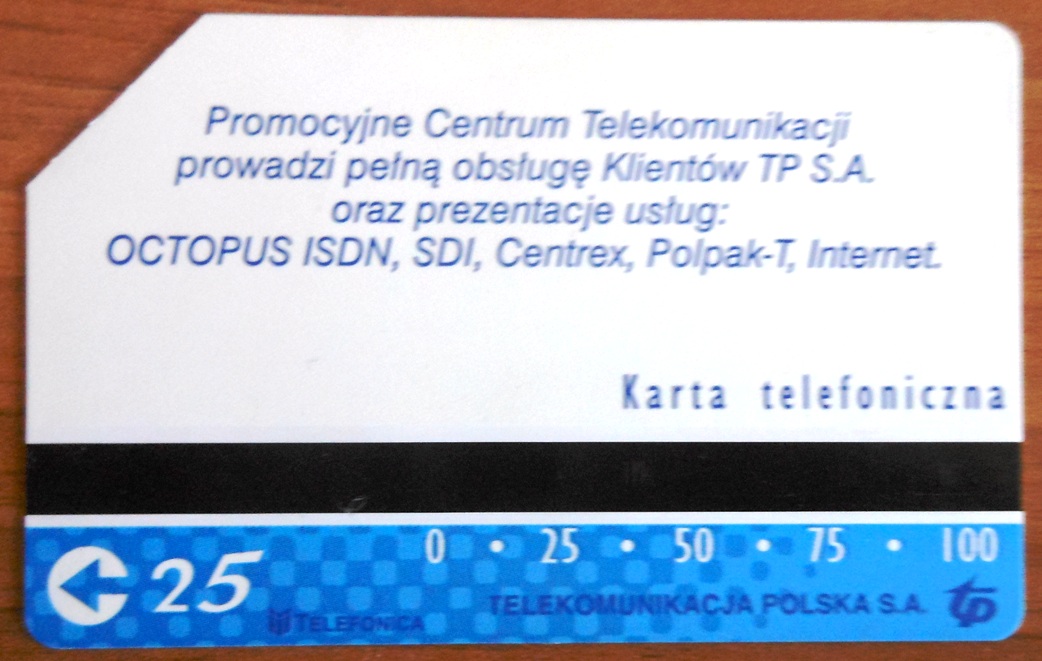 Promocyjne Centrum Telekomunikacji
prowadzi pełną obsługę Klientów TP S.A.
oraz prezentacje usług:
OCTOPUS ISDN, SDI, Centrex, Polpak-T, Internet.
Karta telefoniczna
0 • 25 • 50 • 75 • 100
25
TELEKOMUNIKACJA POLSKA S.A. tp
TELEFONICA